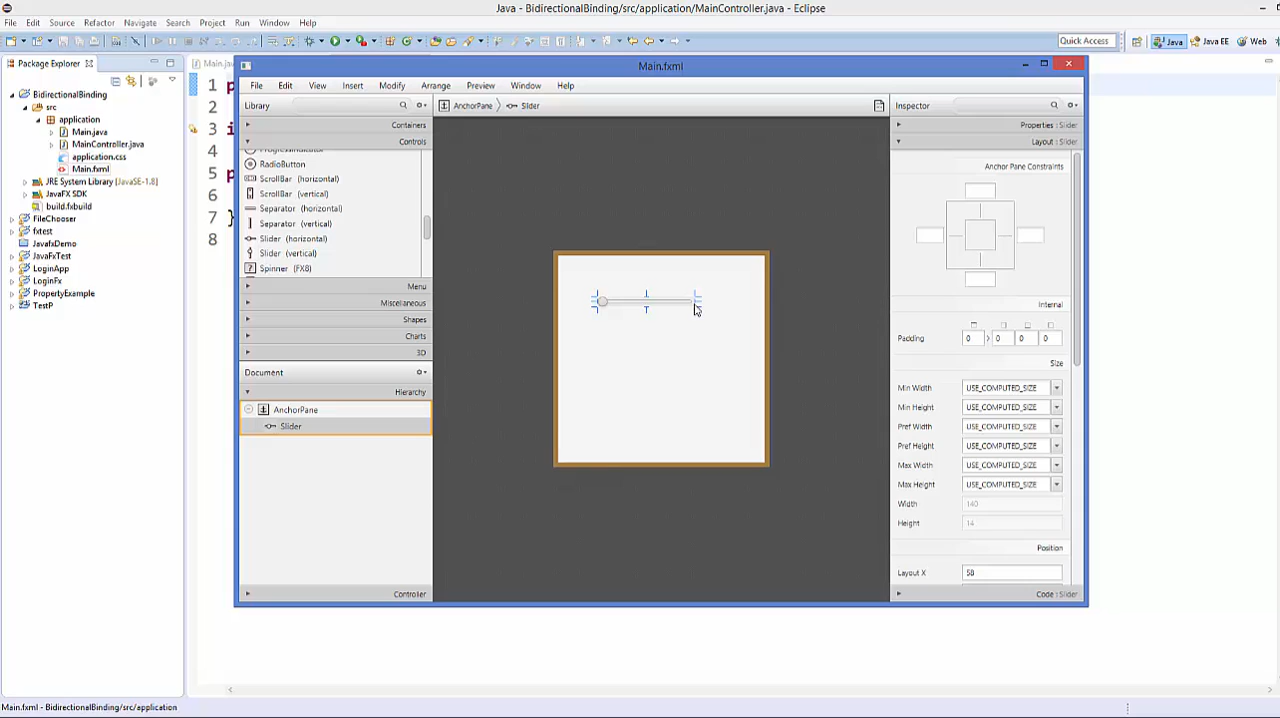 Java - BidirectionalBinding/src/application/MainController.java - Eclipse
File Edit Source Refactor Navigate Search Project Run Window Help
Quick Access Java Java EE Web
Package Explorer
BidirectionalBinding
src
application
Main.java
MainController.java
application.css
Main.fxml
JRE System Library [JavaSE-1.8]
JavaFX SDK
build.fxbuild
FileChooser
fxtest
JavafxDemo
JavaFxTest
LoginApp
LoginFx
PropertyExample
TestP
Main.jav
1 p
2
3 i
4
5 p
6
7 }
8
Main.fxml
File Edit View Insert Modify Arrange Preview Window Help
Library
Containers
Controls
RadioButton
ScrollBar (horizontal)
ScrollBar (vertical)
Separator (horizontal)
Separator (vertical)
Slider (horizontal)
Slider (vertical)
Spinner (FX8)
Menu
Miscellaneous
Shapes
Charts
3D
Document
Hierarchy
AnchorPane
Slider
Controller
AnchorPane Slider
Inspector
Properties : Slider
Layout : Slider
Anchor Pane Constraints
Internal
Padding 0 0 0 0
Size
Min Width USE_COMPUTED_SIZE
Min Height USE_COMPUTED_SIZE
Pref Width USE_COMPUTED_SIZE
Pref Height USE_COMPUTED_SIZE
Max Width USE_COMPUTED_SIZE
Max Height USE_COMPUTED_SIZE
Width 140
Height 14
Position
Layout X 58
Code : Slider
Main.fxml - BidirectionalBinding/src/application